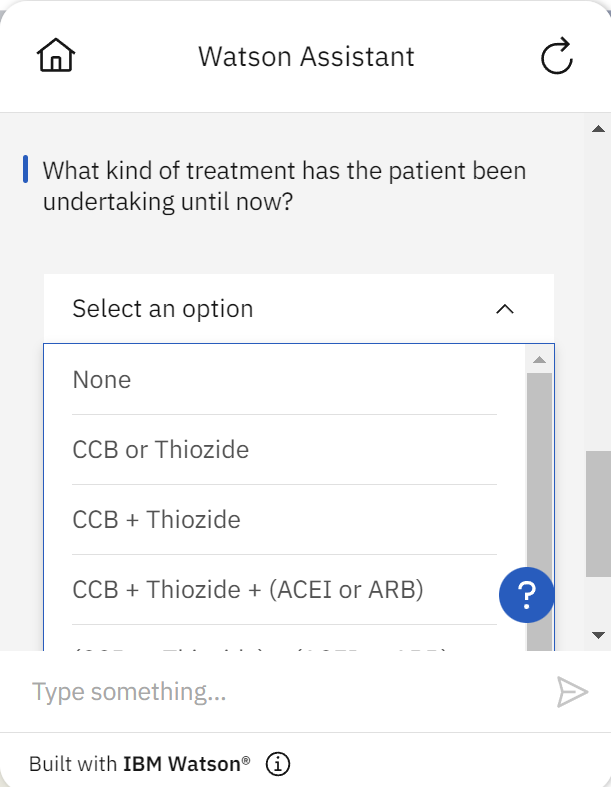 Watson Assistant
What kind of treatment has the patient been
undertaking until now?
Select an option
None
CCB or Thiozide
CCB + Thiozide
CCB + Thiozide + (ACEI or ARB)
?
Type something...
Built with IBM Watson®